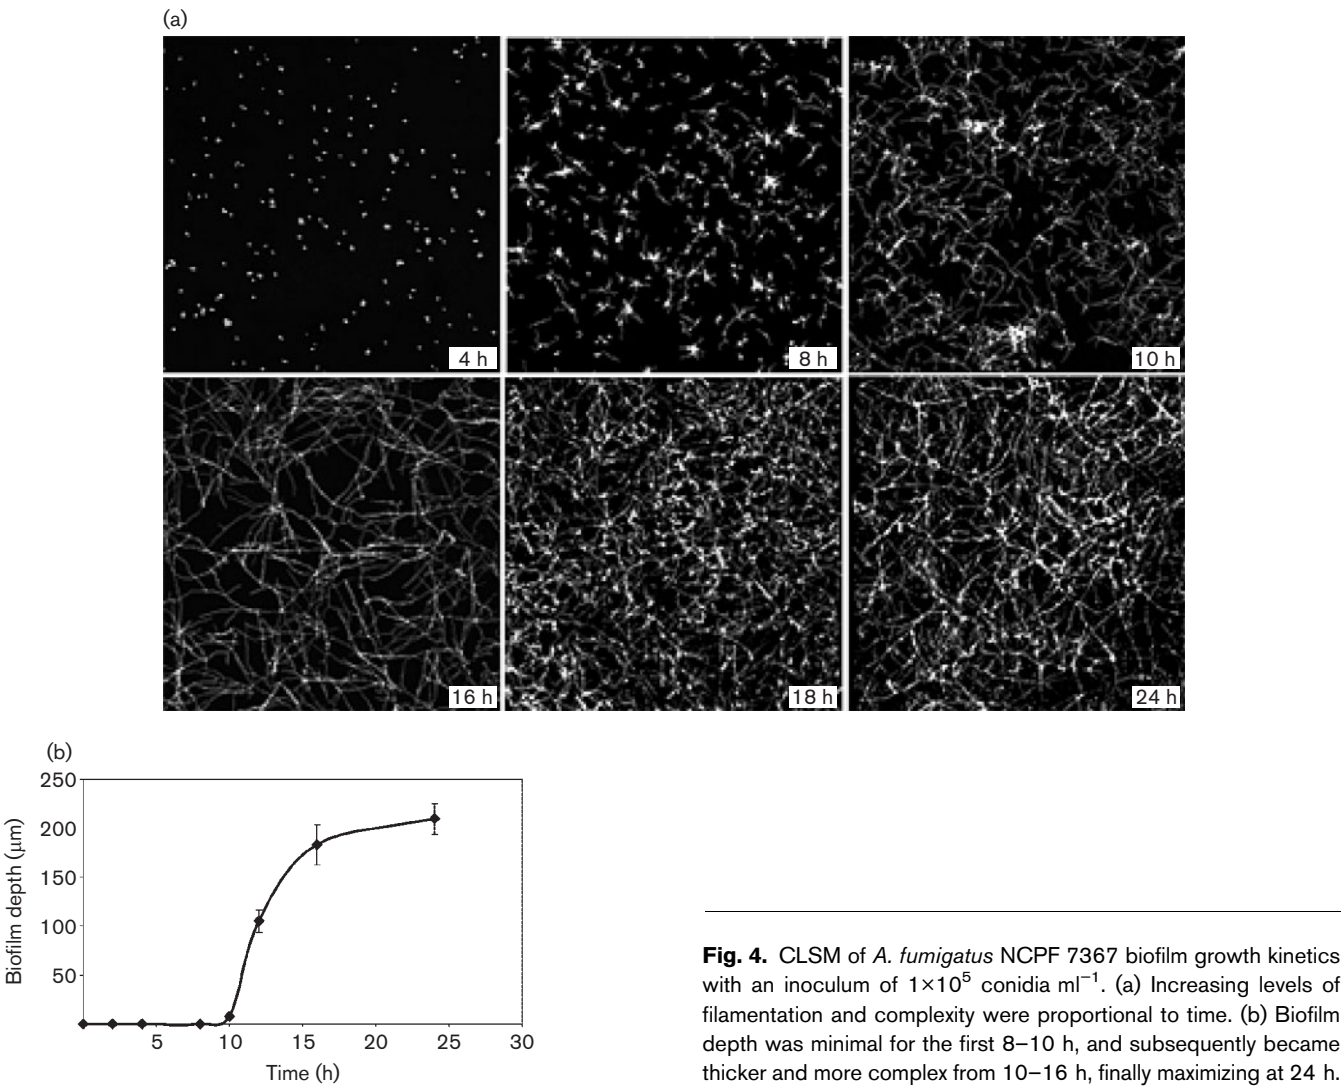 (a)
4 h
8 h
10 h
16 h
18 h
24 h
(b)
250
200
150
100
50
5
10
15
20
25
30
Biofilm depth (μm)
Time (h)
Fig. 4. CLSM of A. fumigatus NCPF 7367 biofilm growth kinetics
with an inoculum of 1×10⁵ conidia ml⁻¹. (a) Increasing levels of
filamentation and complexity were proportional to time. (b) Biofilm
depth was minimal for the first 8–10 h, and subsequently became
thicker and more complex from 10–16 h, finally maximizing at 24 h.